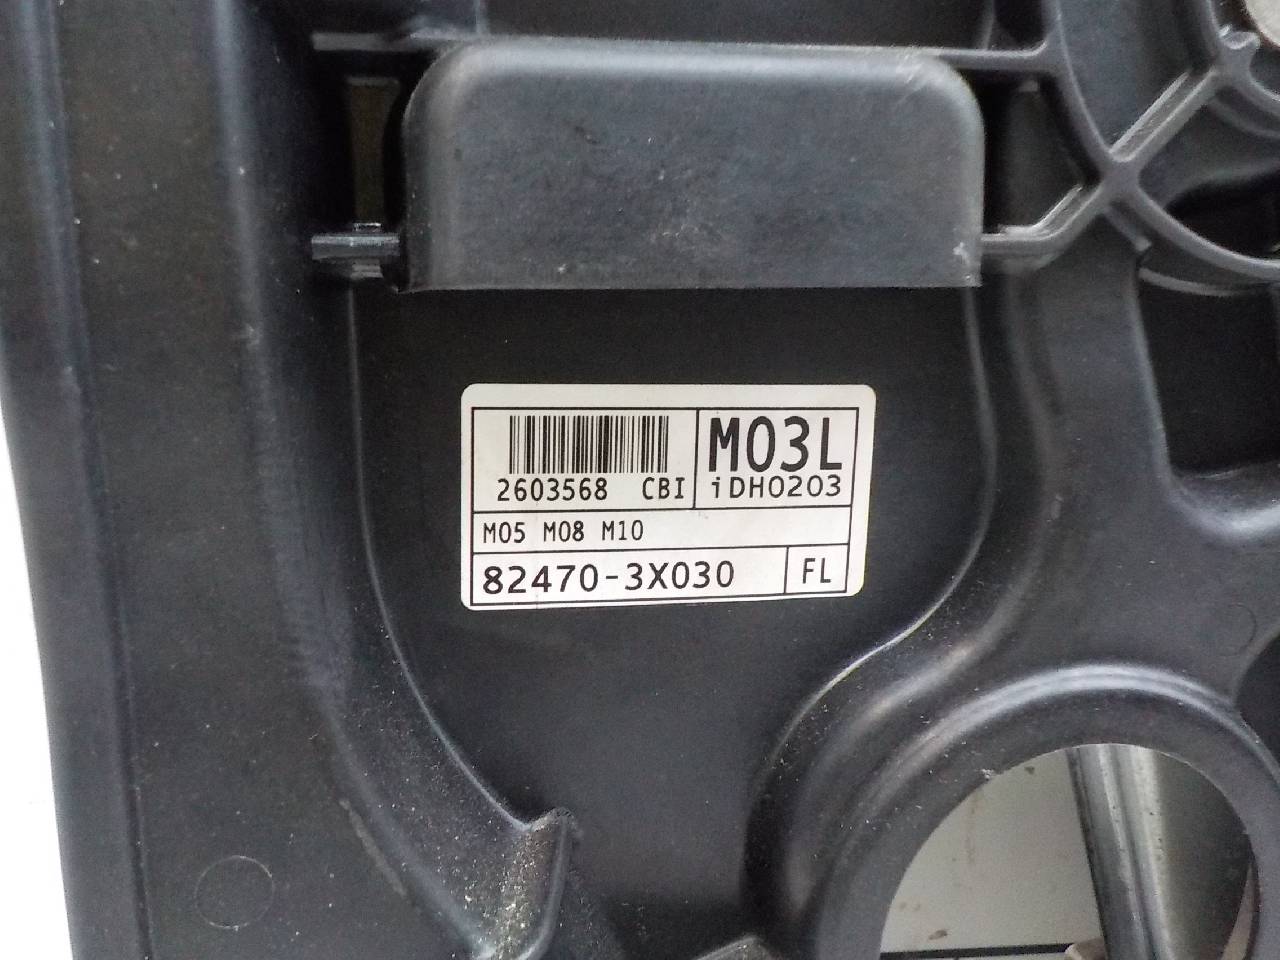 M03L
2603568 CBI
iDH0203
M05 M08 M10
82470-3X030
FL